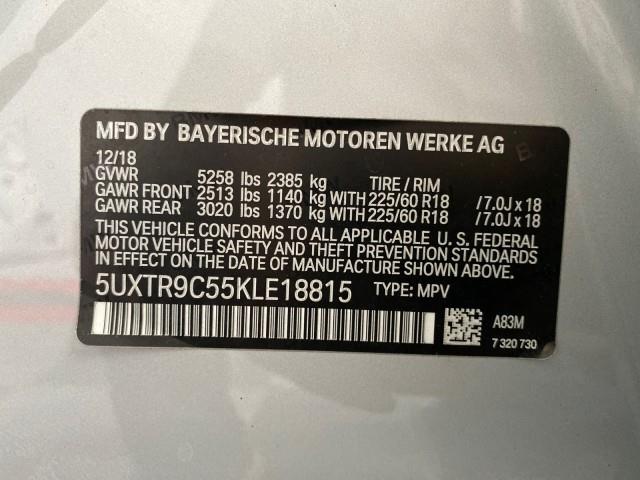 MFD BY BAYERISCHE MOTOREN WERKE AG
12/18
GVWR 5258 lbs 2385 kg TIRE / RIM
GAWR FRONT 2513 lbs 1140 kg WITH 225/60 R18 /7.0J x 18
GAWR REAR 3020 lbs 1370 kg WITH 225/60 R18 /7.0J x 18
THIS VEHICLE CONFORMS TO ALL APPLICABLE U. S. FEDERAL
MOTOR VEHICLE SAFETY AND THEFT PREVENTION STANDARDS
IN EFFECT ON THE DATE OF MANUFACTURE SHOWN ABOVE.
5UXTR9C55KLE18815 TYPE: MPV
A83M
7 320 730